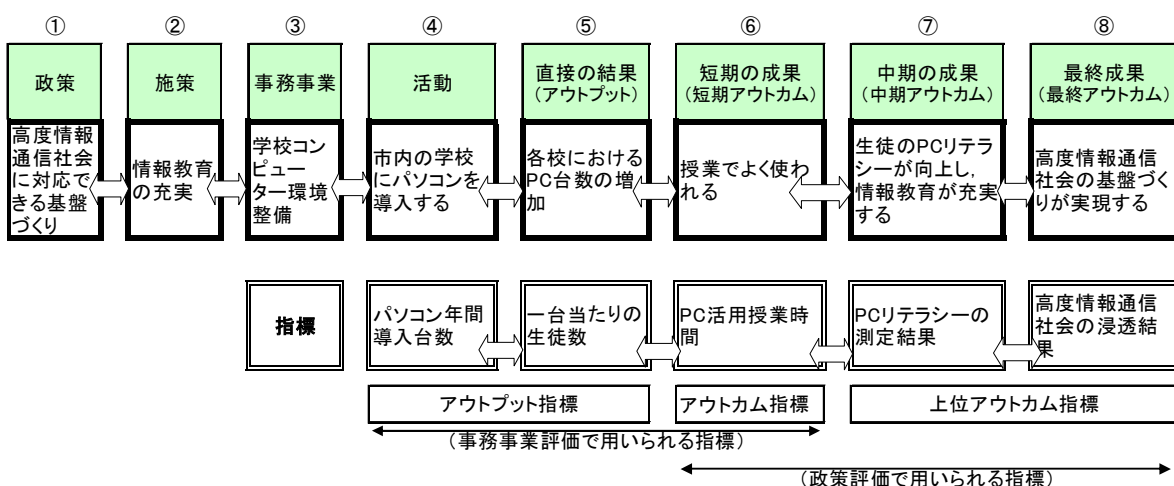 ① ② ③ ④ ⑤ ⑥ ⑦ ⑧
政策
施策
事務事業
活動
直接の結果
（アウトプット）
短期の成果
（短期アウトカム）
中期の成果
（中期アウトカム）
最終成果
（最終アウトカム）
高度情報
通信社会
に対応で
きる基盤
づくり
情報教育
の充実
学校コン
ピュー
ター環境
整備
市内の学校
にパソコンを
導入する
各校における
PC台数の増
加
授業でよく使わ
れる
生徒のPCリテラ
シーが向上し，
情報教育が充実
する
高度情報通信
社会の基盤づく
りが実現する
指標
パソコン年間
導入台数
一台当たりの
生徒数
PC活用授業時
間
PCリテラシーの
測定結果
高度情報通信
社会の浸透結
果
アウトプット指標
アウトカム指標
上位アウトカム指標
（事務事業評価で用いられる指標）
（政策評価で用いられる指標）